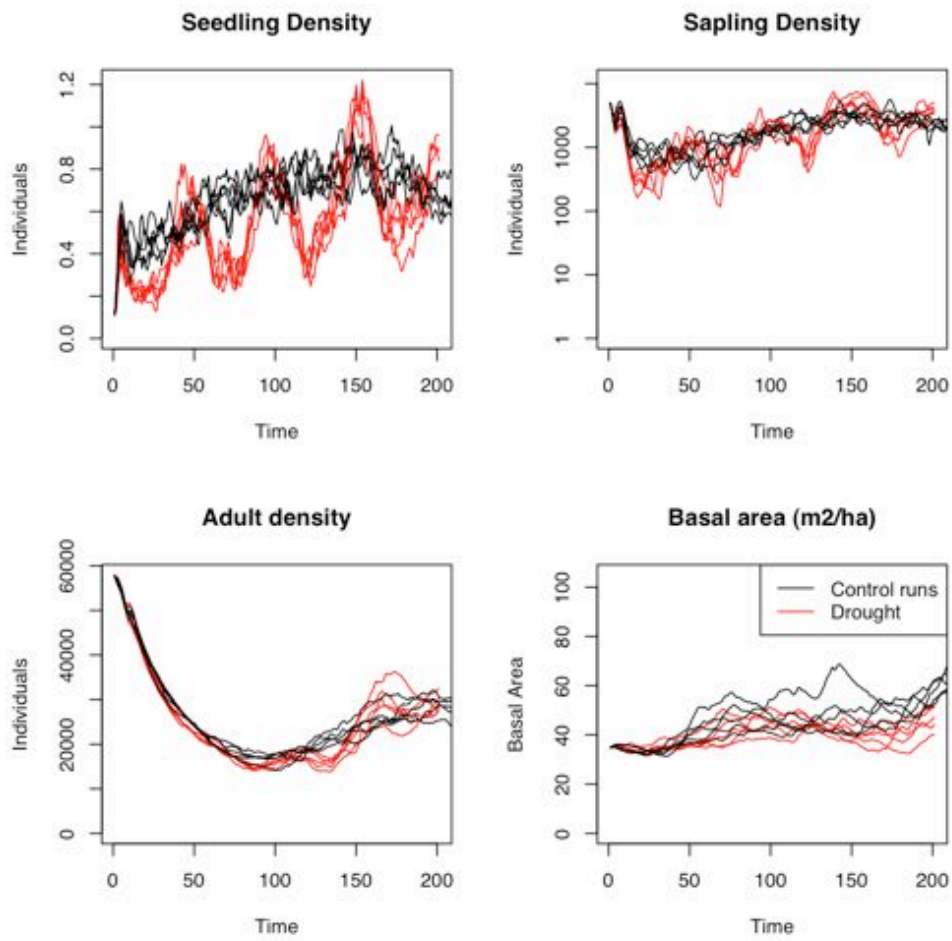 Seedling Density
Individuals
0.0
0.4
0.8
1.2
0
50
100
150
200
Time
Sapling Density
Individuals
1
10
100
1000
0
50
100
150
200
Time
Adult density
Individuals
0
20000
40000
60000
0
50
100
150
200
Time
Basal area (m2/ha)
Basal Area
0
20
40
60
80
100
0
50
100
150
200
Time
Control runs
Drought